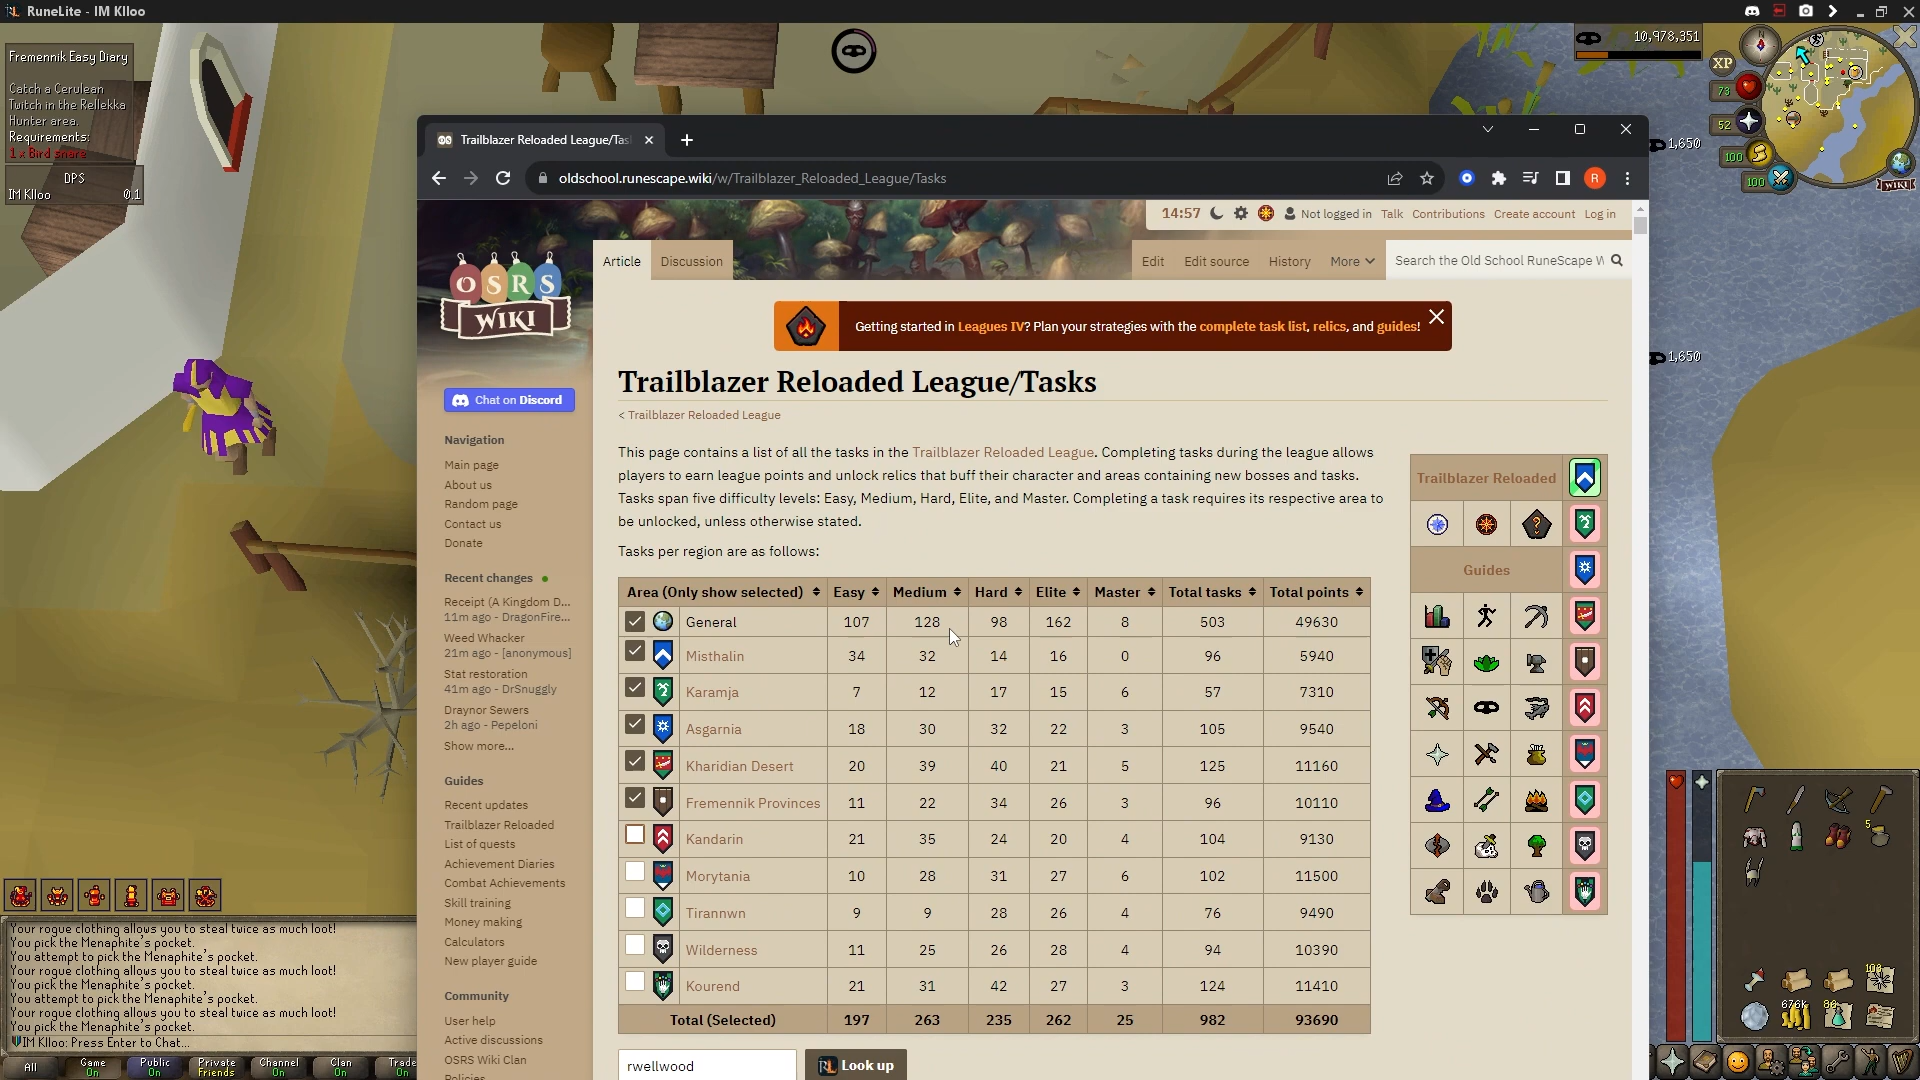 RuneLite - IM Klloo
Fremennik Easy Diary
Catch a Cerulean
Twitch in the Rellekka
Hunter area.
Requirements:
1 x Bird snare
DPS
IM Klloo 0.1
10,978,351
XP
73
52
100
100
WIKI
1,650
1,650
Trailblazer Reloaded League/Tas
oldschool.runescape.wiki/w/Trailblazer_Reloaded_League/Tasks
R
14:57 Not logged in Talk Contributions Create account Log in
OSRS
WIKI
Article Discussion Edit Edit source History More Search the Old School RuneScape W
Getting started in Leagues IV? Plan your strategies with the complete task list, relics, and guides!
Trailblazer Reloaded League/Tasks
< Trailblazer Reloaded League
This page contains a list of all the tasks in the Trailblazer Reloaded League. Completing tasks during the league allows
players to earn league points and unlock relics that buff their character and areas containing new bosses and tasks.
Tasks span five difficulty levels: Easy, Medium, Hard, Elite, and Master. Completing a task requires its respective area to
be unlocked, unless otherwise stated.
Tasks per region are as follows:
Area (Only show selected) Easy Medium Hard Elite Master Total tasks Total points
General 107 128 98 162 8 503 49630
Misthalin 34 32 14 16 0 96 5940
Karamja 7 12 17 15 6 57 7310
Asgarnia 18 30 32 22 3 105 9540
Kharidian Desert 20 39 40 21 5 125 11160
Fremennik Provinces 11 22 34 26 3 96 10110
Kandarin 21 35 24 20 4 104 9130
Morytania 10 28 31 27 6 102 11500
Tirannwn 9 9 28 26 4 76 9490
Wilderness 11 25 26 28 4 94 10390
Kourend 21 31 42 27 3 124 11410
Total (Selected) 197 263 235 262 25 982 93690
rwellwood
Look up
Trailblazer Reloaded
Guides
Chat on Discord
Navigation
Main page
About us
Random page
Contact us
Donate
Recent changes
Receipt (A Kingdom D...
11m ago - DragonFire...
Weed Whacker
21m ago - [anonymous]
Stat restoration
41m ago - DrSnuggly
Draynor Sewers
2h ago - Pepeloni
Show more...
Guides
Recent updates
Trailblazer Reloaded
List of quests
Achievement Diaries
Combat Achievements
Skill training
Money making
Calculators
New player guide
Community
User help
Active discussions
OSRS Wiki Clan
Policies
Your rogue clothing allows you to steal twice as much loot!
You pick the Menaphite's pocket.
You attempt to pick the Menaphite's pocket.
Your rogue clothing allows you to steal twice as much loot!
You pick the Menaphite's pocket.
You attempt to pick the Menaphite's pocket.
Your rogue clothing allows you to steal twice as much loot!
You pick the Menaphite's pocket.
IM Klloo: Press Enter to Chat...
All
Game
On
Public
On
Private
Friends
Channel
On
Clan
On
Trade
On
5
103
676K
86